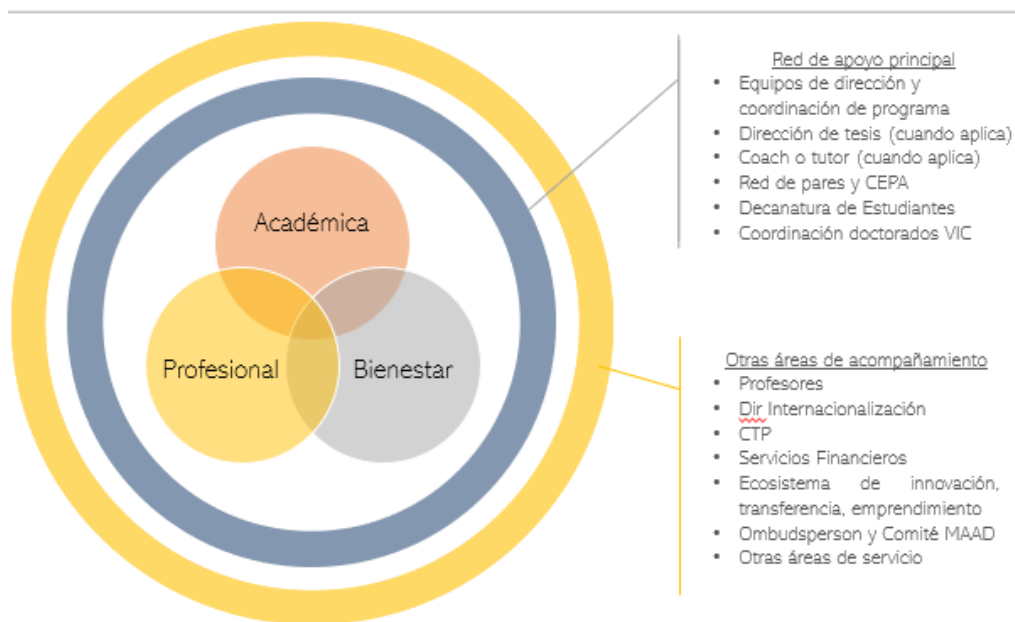 Académica
Profesional
Bienestar
Red de apoyo principal
• Equipos de dirección y
coordinación de programa
• Dirección de tesis (cuando aplica)
• Coach o tutor (cuando aplica)
• Red de pares y CEPA
• Decanatura de Estudiantes
• Coordinación doctorados VIC
Otras áreas de acompañamiento
• Profesores
• Dir Internacionalización
• CTP
• Servicios Financieros
• Ecosistema de innovación,
transferencia, emprendimiento
• Ombudsperson y Comité MAAD
• Otras áreas de servicio